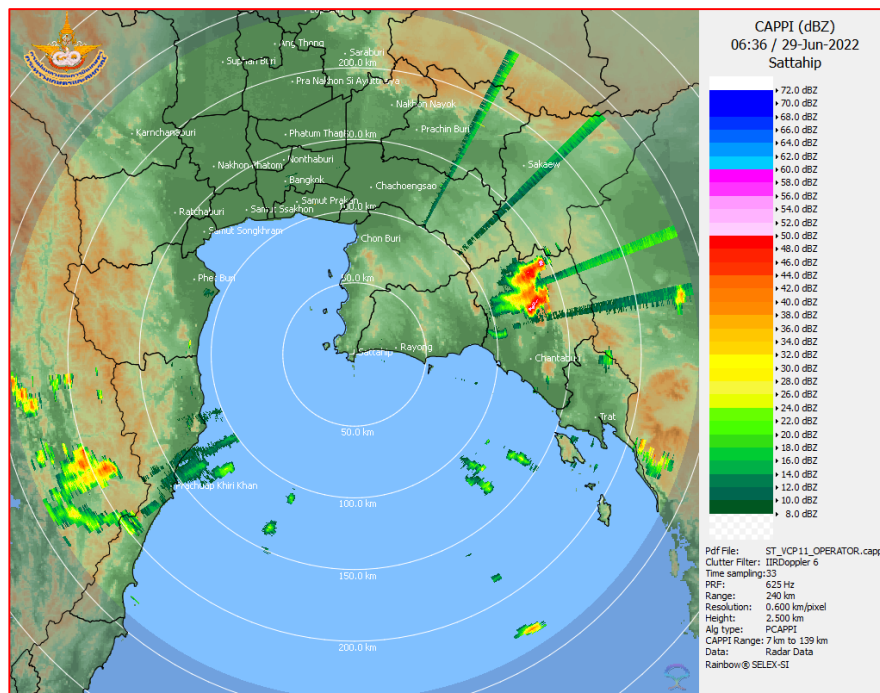 CAPPI (dBZ)
06:36 / 29-Jun-2022
Sattahip
72.0 dBZ
70.0 dBZ
68.0 dBZ
66.0 dBZ
64.0 dBZ
62.0 dBZ
60.0 dBZ
58.0 dBZ
56.0 dBZ
54.0 dBZ
52.0 dBZ
50.0 dBZ
48.0 dBZ
46.0 dBZ
44.0 dBZ
42.0 dBZ
40.0 dBZ
38.0 dBZ
36.0 dBZ
34.0 dBZ
32.0 dBZ
30.0 dBZ
28.0 dBZ
26.0 dBZ
24.0 dBZ
22.0 dBZ
20.0 dBZ
18.0 dBZ
16.0 dBZ
14.0 dBZ
12.0 dBZ
10.0 dBZ
8.0 dBZ
Pdf File: ST_VCP11_OPERATOR.capp
Clutter Filter: IIRDoppler 6
Time sampling:33
PRF: 625 Hz
Range: 240 km
Resolution: 0.600 km/pixel
Height: 2.500 km
Alg type: PCAPPI
CAPPI Range: 7 km to 139 km
Data: Radar Data
Rainbow® SELEX-SI
Ang Thong
Saraburi
Suphan Buri
200.0 km
Pra Nakhon Si Ayutthaya
Nakhon Nayok
Karnchanaburi
Phatum Thani
Prachin Buri
Nonthaburi
Nakhon Phatom
Sakaew
Bangkok
Chachoengsao
Samut Prakan
Ratchaburi
Samut Ssakhon
Samut Songkhram
Chon Buri
Phet Buri
50.0 km
Rayong
Sattahip
Chantaburi
Trat
50.0 km
Prachuap Khiri Khan
100.0 km
150.0 km
200.0 km